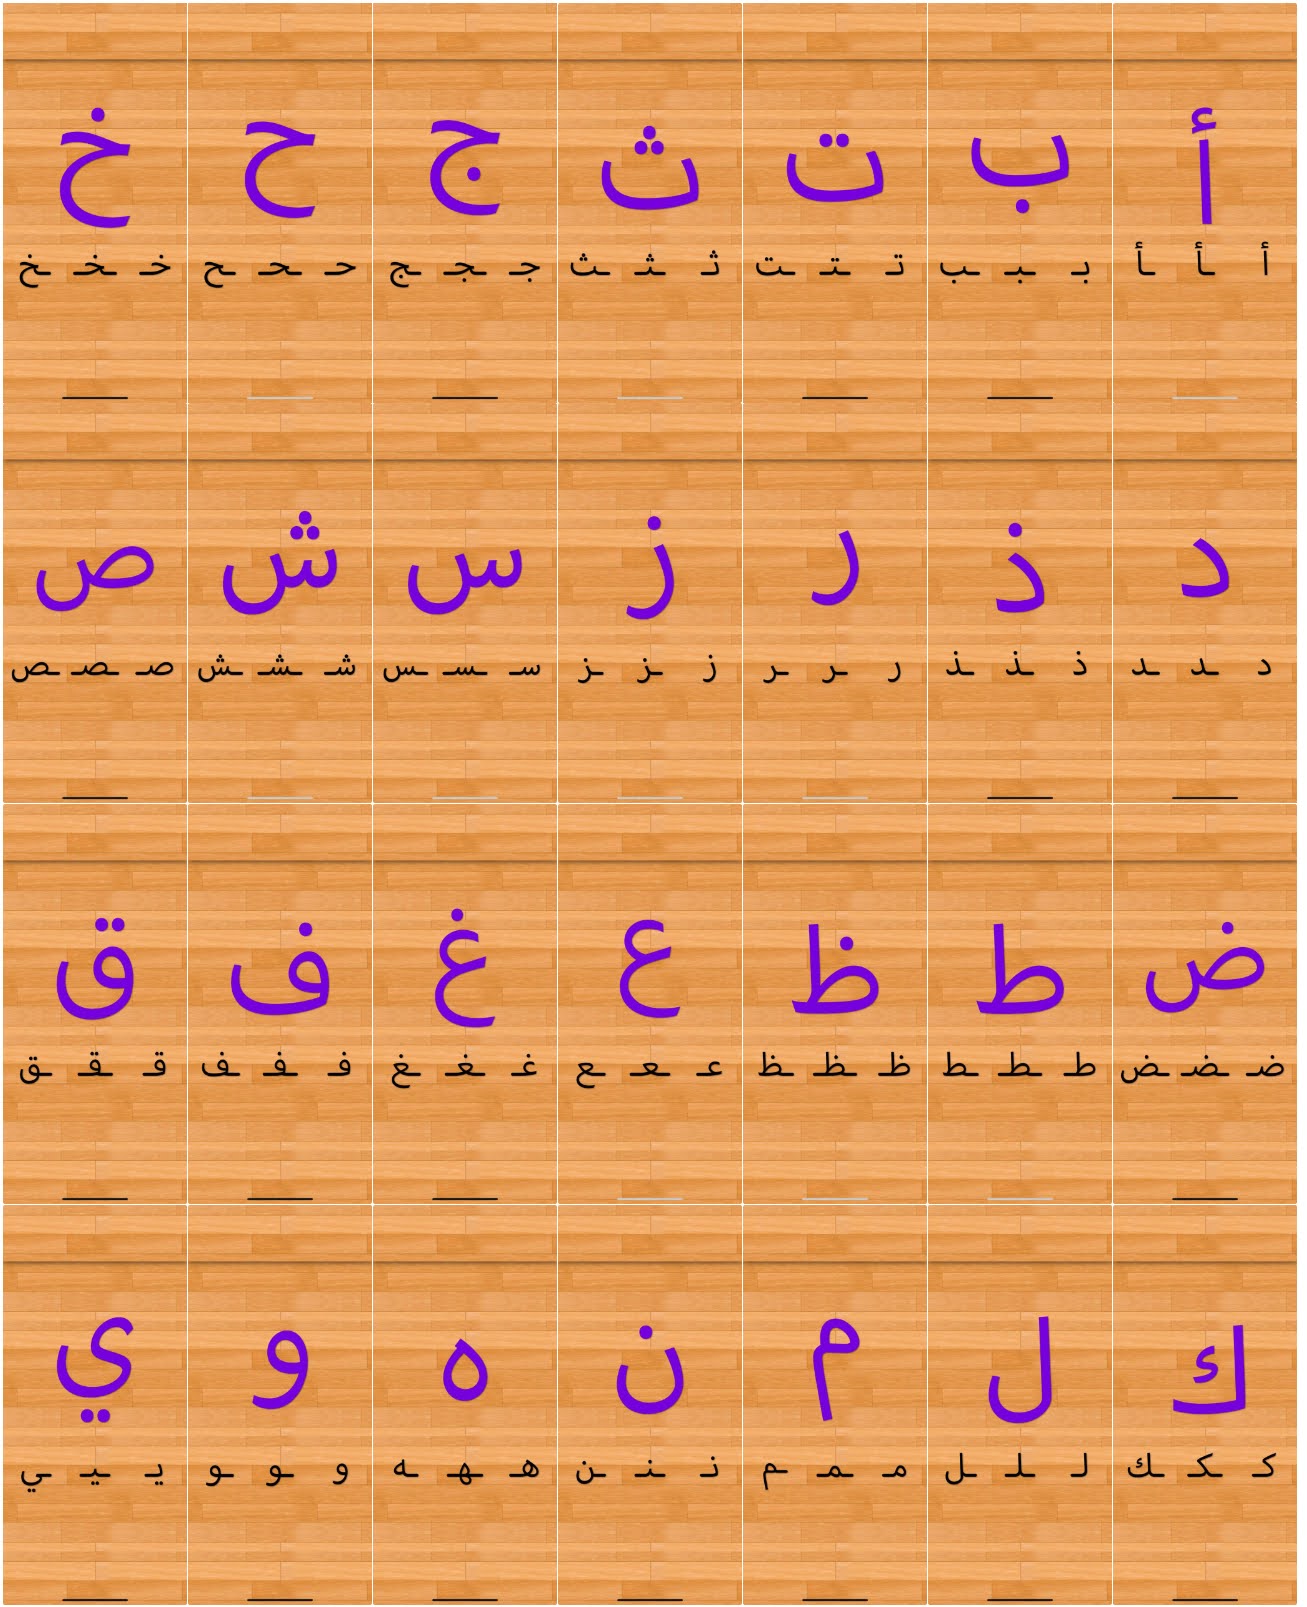 أ ب ت ث ج ح خ
أ ـأ ـأ بـ ـبـ ـب تـ ـتـ ـت ثـ ـثـ ـث جـ ـجـ ـج حـ ـحـ ـح خـ ـخـ ـخ
د ذ ر ز س ش ص
د ـد ـد ذ ـذ ـذ ر ـر ـر ز ـز ـز سـ ـسـ ـس شـ ـشـ ـش صـ ـصـ ـص
ض ط ظ ع غ ف ق
ضـ ـضـ ـض طـ ـطـ ـط ظـ ـظـ ـظ عـ ـعـ ـع غـ ـغـ ـغ فـ ـفـ ـف قـ ـقـ ـق
ك ل م ن ه و ي
كـ ـكـ ـك لـ ـلـ ـل مـ ـمـ ـم نـ ـنـ ـن هـ ـهـ ـه و ـو ـو يـ ـيـ ـي